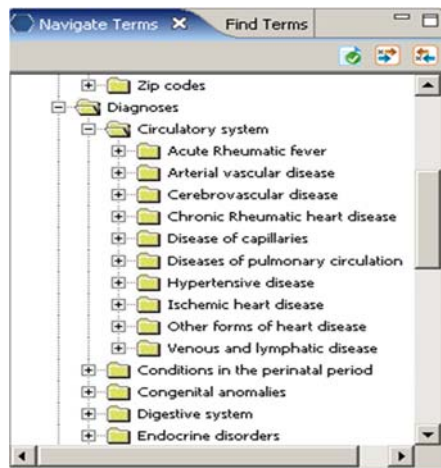 Navigate Terms Find Terms
Zip codes
Diagnoses
Circulatory system
Acute Rheumatic fever
Arterial vascular disease
Cerebrovascular disease
Chronic Rheumatic heart disease
Disease of capillaries
Diseases of pulmonary circulation
Hypertensive disease
Ischemic heart disease
Other forms of heart disease
Venous and lymphatic disease
Conditions in the perinatal period
Congenital anomalies
Digestive system
Endocrine disorders